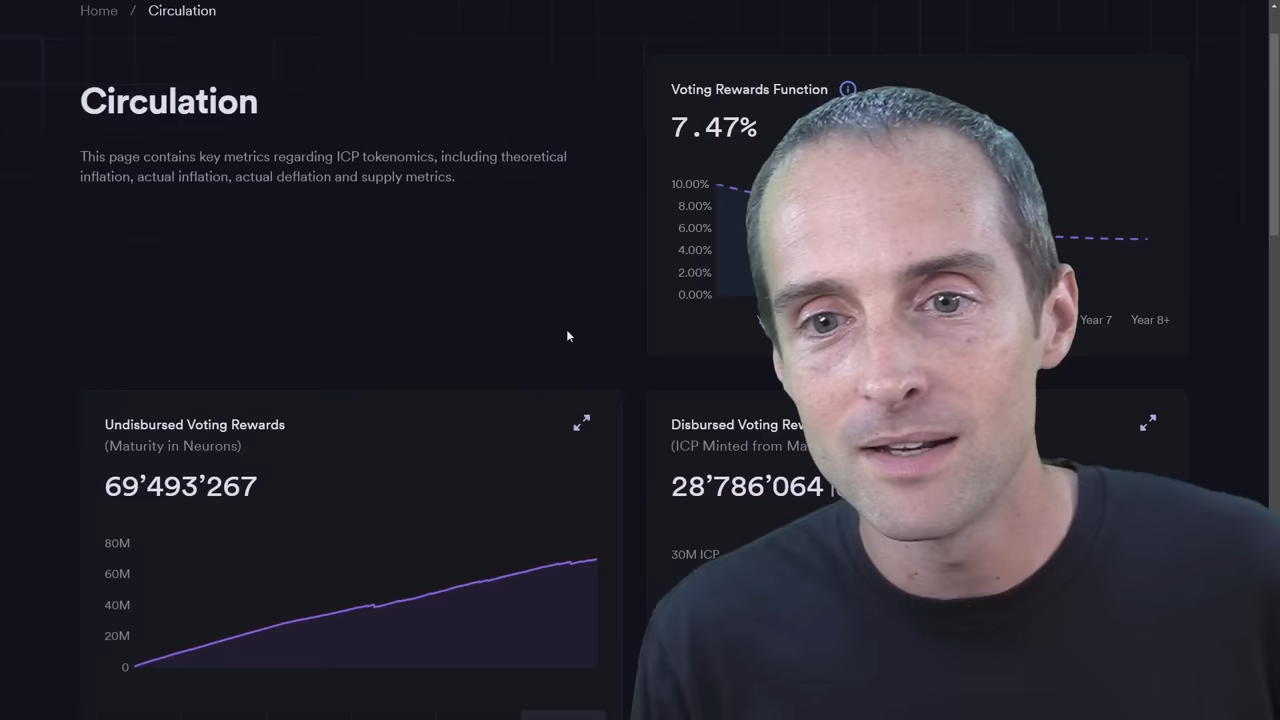 Home / Circulation
Circulation
This page contains key metrics regarding ICP tokenomics, including theoretical
inflation, actual inflation, actual deflation and supply metrics.
Voting Rewards Function
7.47%
10.00%
8.00%
6.00%
4.00%
2.00%
0.00%
Year 7
Year 8+
Undisbursed Voting Rewards
(Maturity in Neurons)
69’493’267
80M
60M
40M
20M
0
Disbursed Voting
(ICP Minted from
28’786’064
30M ICP